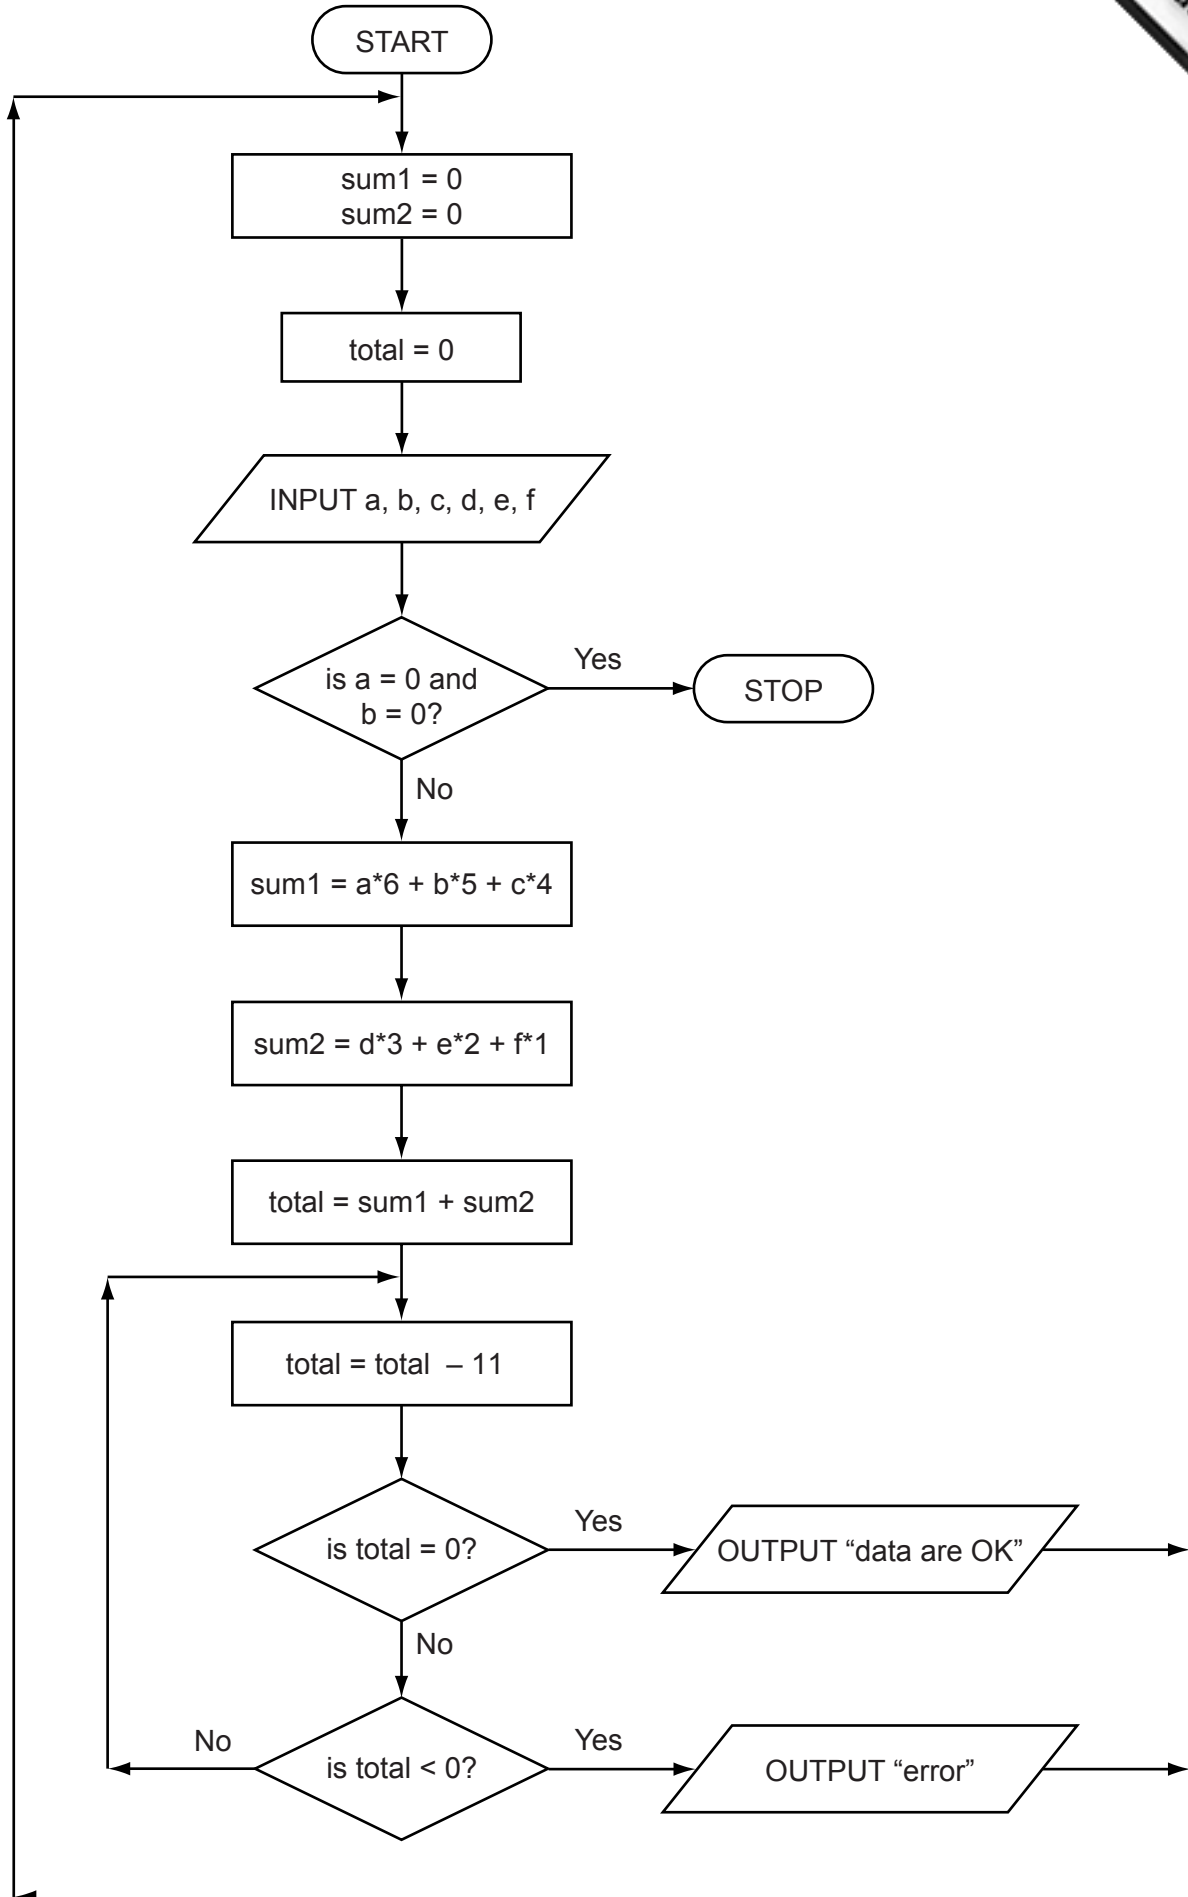 START
sum1 = 0
sum2 = 0
total = 0
INPUT a, b, c, d, e, f
is a = 0 and
b = 0?
Yes
STOP
No
sum1 = a*6 + b*5 + c*4
sum2 = d*3 + e*2 + f*1
total = sum1 + sum2
total = total – 11
is total = 0?
Yes
OUTPUT “data are OK”
No
is total < 0?
No
Yes
OUTPUT “error”